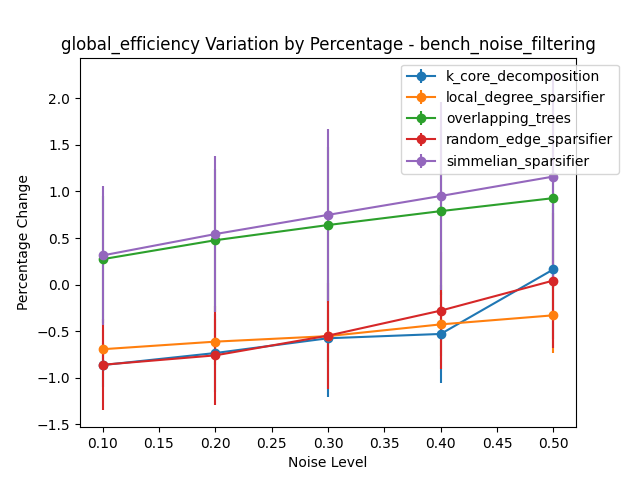 global_efficiency Variation by Percentage - bench_noise_filtering
k_core_decomposition
local_degree_sparsifier
overlapping_trees
random_edge_sparsifier
simmelian_sparsifier
Percentage Change
2.0
1.5
1.0
0.5
0.0
−0.5
−1.0
−1.5
0.10 0.15 0.20 0.25 0.30 0.35 0.40 0.45 0.50
Noise Level